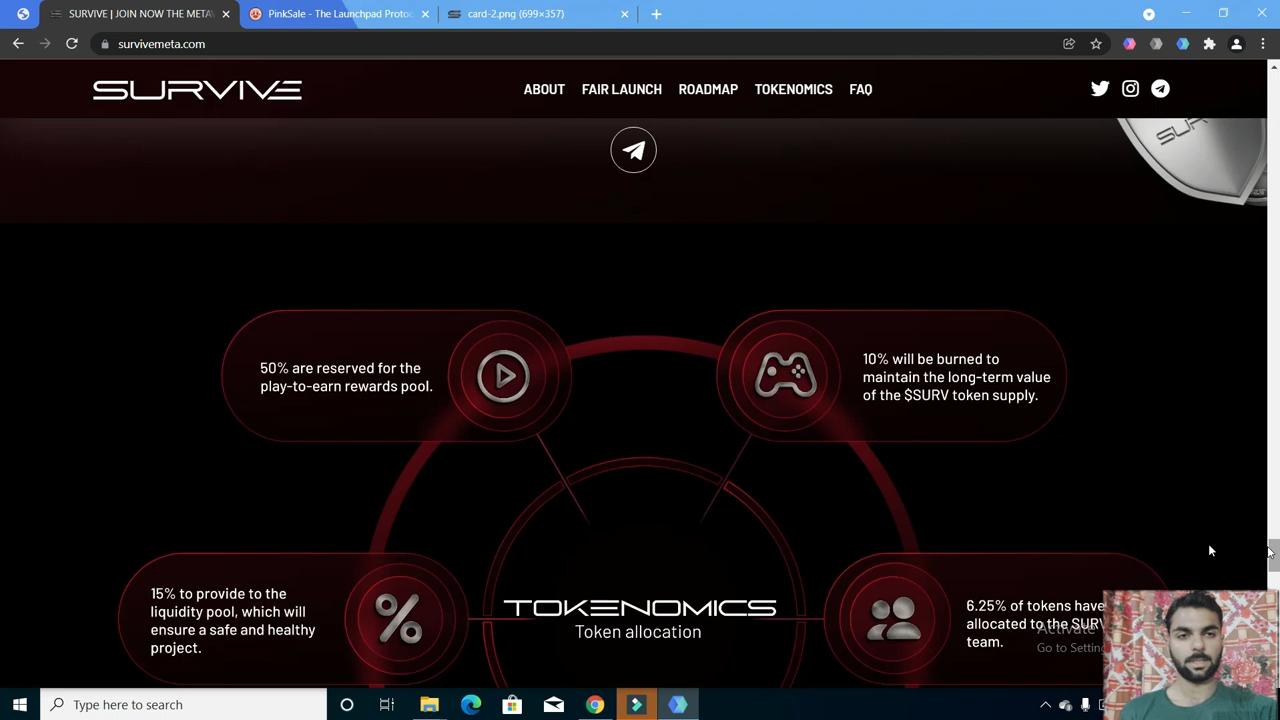 SURVIVE | JOIN NOW THE META
PinkSale - The Launchpad Protoc
card-2.png (699×357)
survivemeta.com
SURVIVE
ABOUT
FAIR LAUNCH
ROADMAP
TOKENOMICS
FAQ
SUR
50% are reserved for the
play-to-earn rewards pool.
10% will be burned to
maintain the long-term value
of the $SURV token supply.
15% to provide to the
liquidity pool, which will
ensure a safe and healthy
project.
TOKENOMICS
Token allocation
6.25% of tokens have
allocated to the SURV
team.
Activate
Go to Setting
Type here to search